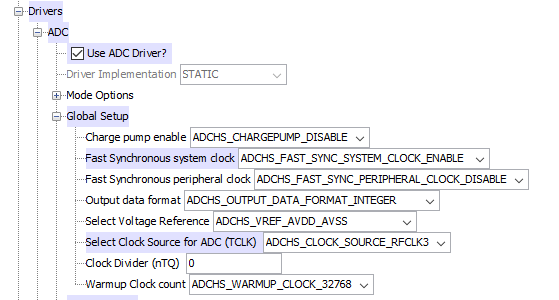 Drivers
ADC
Use ADC Driver?
Driver Implementation STATIC
Mode Options
Global Setup
Charge pump enable ADCHS_CHARGEPUMP_DISABLE
Fast Synchronous system clock ADCHS_FAST_SYNC_SYSTEM_CLOCK_ENABLE
Fast Synchronous peripheral clock ADCHS_FAST_SYNC_PERIPHERAL_CLOCK_DISABLE
Output data format ADCHS_OUTPUT_DATA_FORMAT_INTEGER
Select Voltage Reference ADCHS_VREF_AVDD_AVSS
Select Clock Source for ADC (TCLK) ADCHS_CLOCK_SOURCE_RFCLK3
Clock Divider (nTQ) 0
Warmup Clock count ADCHS_WARMUP_CLOCK_32768